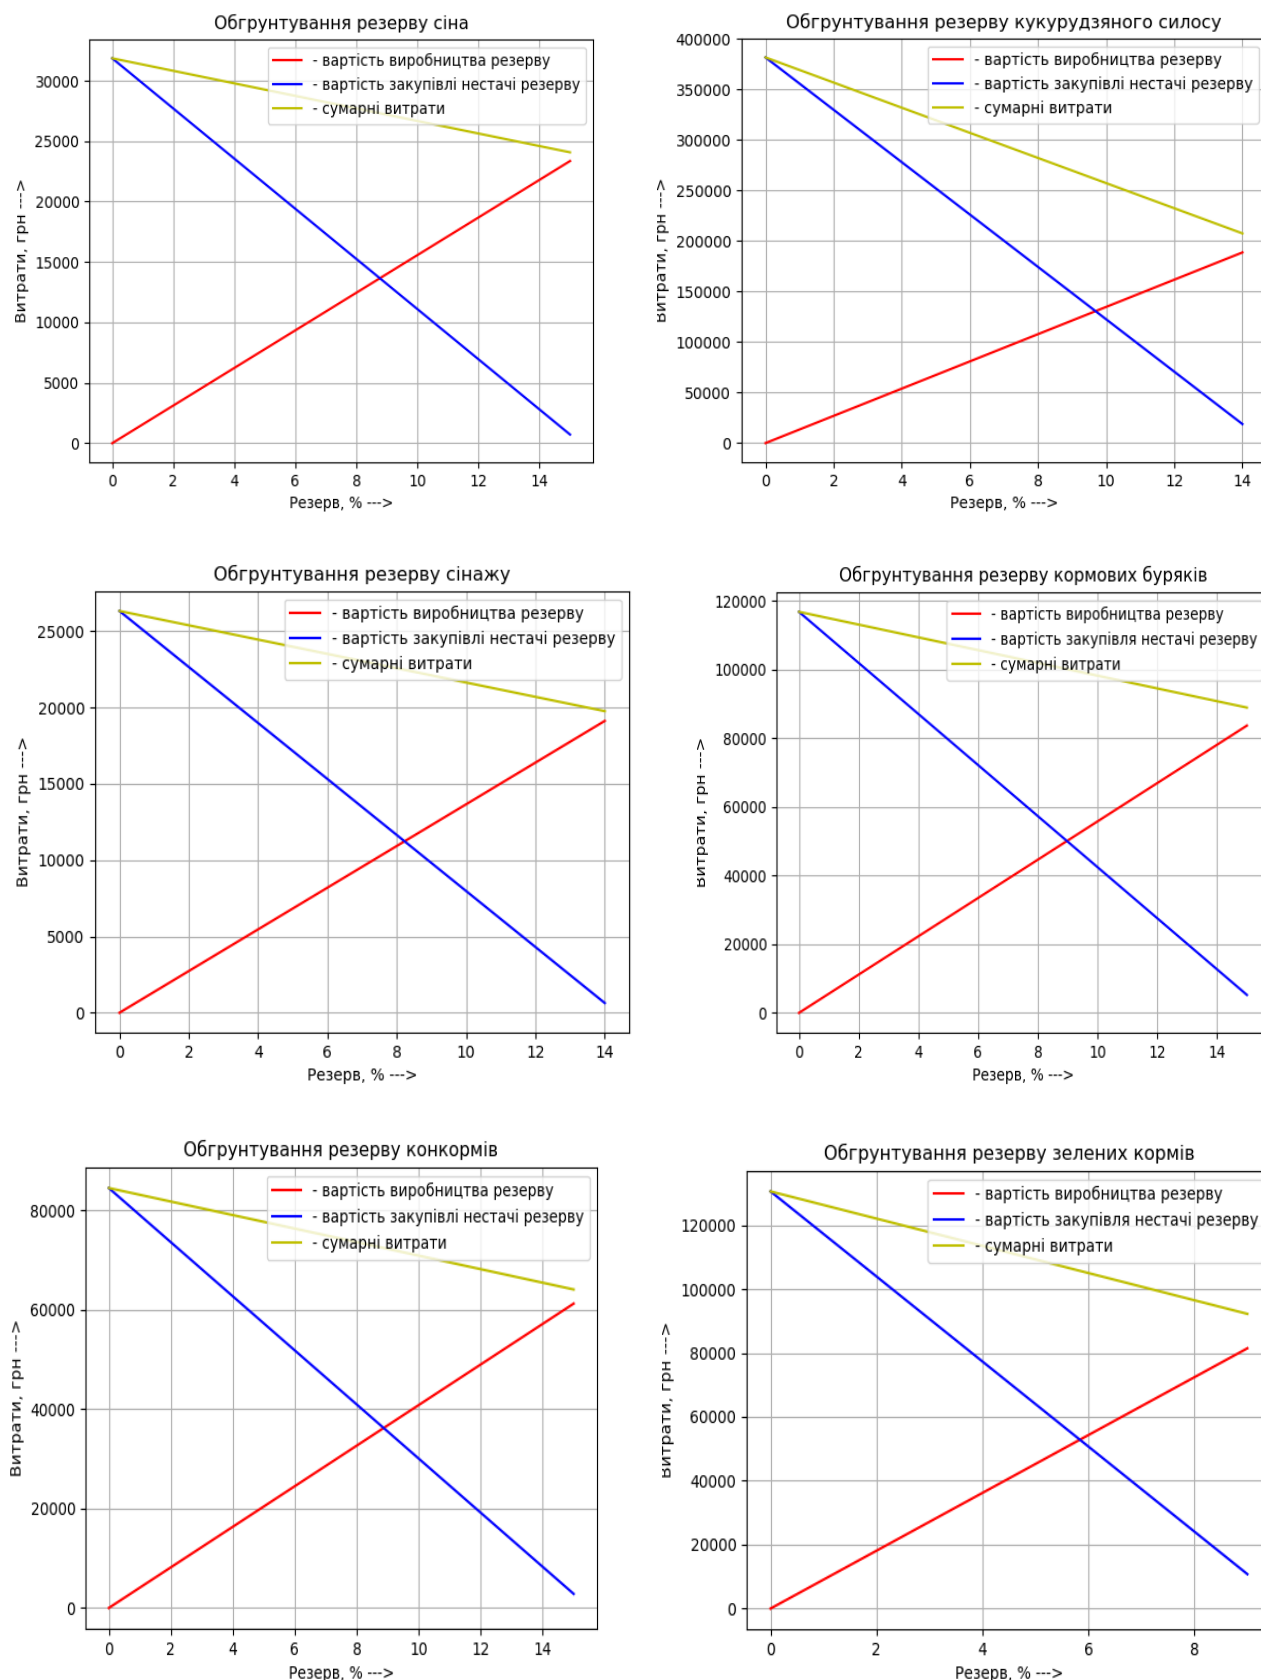 Обгрунтування резерву сіна
- вартість виробництва резерву
- вартість закупівлі нестачі резерву
- сумарні витрати
30000
25000
20000
15000
10000
5000
0
Витрати, грн --->
0 2 4 6 8 10 12 14
Резерв, % --->
Обгрунтування резерву кукурудзяного силосу
- вартість виробництва резерву
- вартість закупівлі нестачі резерву
- сумарні витрати
400000
350000
300000
250000
200000
150000
100000
50000
0
Витрати, грн --->
0 2 4 6 8 10 12 14
Резерв, % --->
Обгрунтування резерву сінажу
- вартість виробництва резерву
- вартість закупівлі нестачі резерву
- сумарні витрати
25000
20000
15000
10000
5000
0
Витрати, грн --->
0 2 4 6 8 10 12 14
Резерв, % --->
Обгрунтування резерву кормових буряків
- вартість виробництва резерву
- вартість закупівля нестачі резерву
- сумарні витрати
120000
100000
80000
60000
40000
20000
0
Витрати, грн --->
0 2 4 6 8 10 12 14
Резерв, % --->
Обгрунтування резерву конкормів
- вартість виробництва резерву
- вартість закупівлі нестачі резерву
- сумарні витрати
80000
60000
40000
20000
0
Витрати, грн --->
0 2 4 6 8 10 12 14
Резерв, % --->
Обгрунтування резерву зелених кормів
- вартість виробництва резерву
- вартість закупівля нестачі резерву
- сумарні витрати
120000
100000
80000
60000
40000
20000
0
Витрати, грн --->
0 2 4 6 8
Резерв, % --->